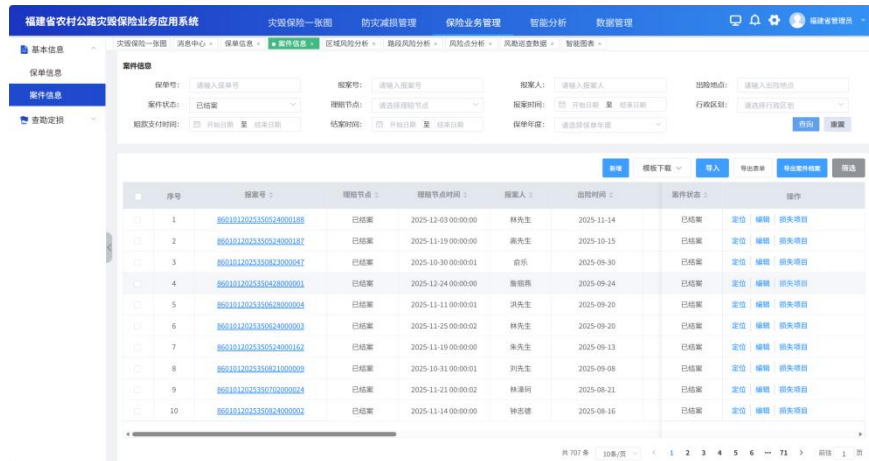 福建省农村公路灾毁保险业务应用系统 灾毁保险一张图 防灾减损管理 保险业务管理 智能分析 数据管理 福建省管理员
基本信息
保单信息
案件信息
查勘定损
灾毁保险一张图 消息中心 × 保单信息 × 案件信息 × 区域风险分析 × 路段风险分析 × 风险点分析 × 风勘巡查数据 × 智能图表 ×
案件信息
保单号: 请输入保单号 报案号: 请输入报案号 报案人: 请输入报案人 出险地点: 请输入出险地点
案件状态: 已结案 理赔节点: 请选择理赔节点 报案时间: 开始日期 至 结束日期 行政区划: 请选择行政区划
赔款支付时间: 开始日期 至 结束日期 结案时间: 开始日期 至 结束日期 保单年度: 请选择保单年度 查询 重置
新增 模板下载 导入 导出表单 导出案件档案 筛选
序号 报案号 理赔节点 理赔节点时间 报案人 出险时间 案件状态 操作
1 8601012025350524000188 已结案 2025-12-03 00:00:00 林先生 2025-11-14 已结案 定位 编辑 损失项目
2 8601012025350524000187 已结案 2025-11-19 00:00:00 先生 2025-10-15 已结案 定位 编辑 损失项目
3 8601012025350823000047 已结案 2025-10-30 00:00:01 俞乐 2025-09-30 已结案 定位 编辑 损失项目
4 8601012025350428000001 已结案 2025-12-24 00:00:00 2025-09-24 已结案 定位 编辑 损失项目
5 8601012025350628000004 已结案 2025-11-11 00:00:01 洪先生 2025-09-20 已结案 定位 编辑 损失项目
6 8601012025350624000003 已结案 2025-11-25 00:00:02 林先生 2025-09-20 已结案 定位 编辑 损失项目
7 8601012025350524000162 已结案 2025-11-19 00:00:00 朱先生 2025-09-13 已结案 定位 编辑 损失项目
8 8601012025350821000009 已结案 2025-10-31 00:00:01 刘先生 2025-09-08 已结案 定位 编辑 损失项目
9 8601012025350702000024 已结案 2025-11-21 00:00:02 林泽珂 2025-08-21 已结案 定位 编辑 损失项目
10 8601012025350824000002 已结案 2025-11-14 00:00:00 钟志德 2025-08-16 已结案 定位 编辑 损失项目
共 707 条 10条/页 < 1 2 3 4 5 6 ··· 71 > 前往 1 页